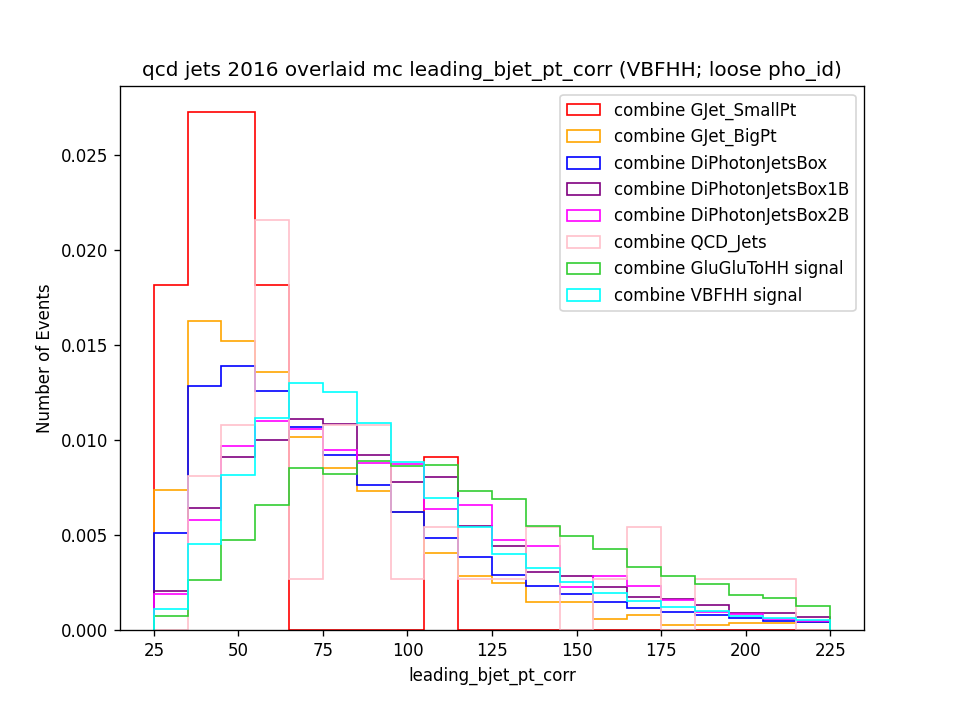 qcd jets 2016 overlaid mc leading_bjet_pt_corr (VBFHH; loose pho_id)
combine GJet_SmallPt
combine GJet_BigPt
combine DiPhotonJetsBox
combine DiPhotonJetsBox1B
combine DiPhotonJetsBox2B
combine QCD_Jets
combine GluGluToHH signal
combine VBFHH signal
Number of Events
0.025
0.020
0.015
0.010
0.005
0.000
25 50 75 100 125 150 175 200 225
leading_bjet_pt_corr